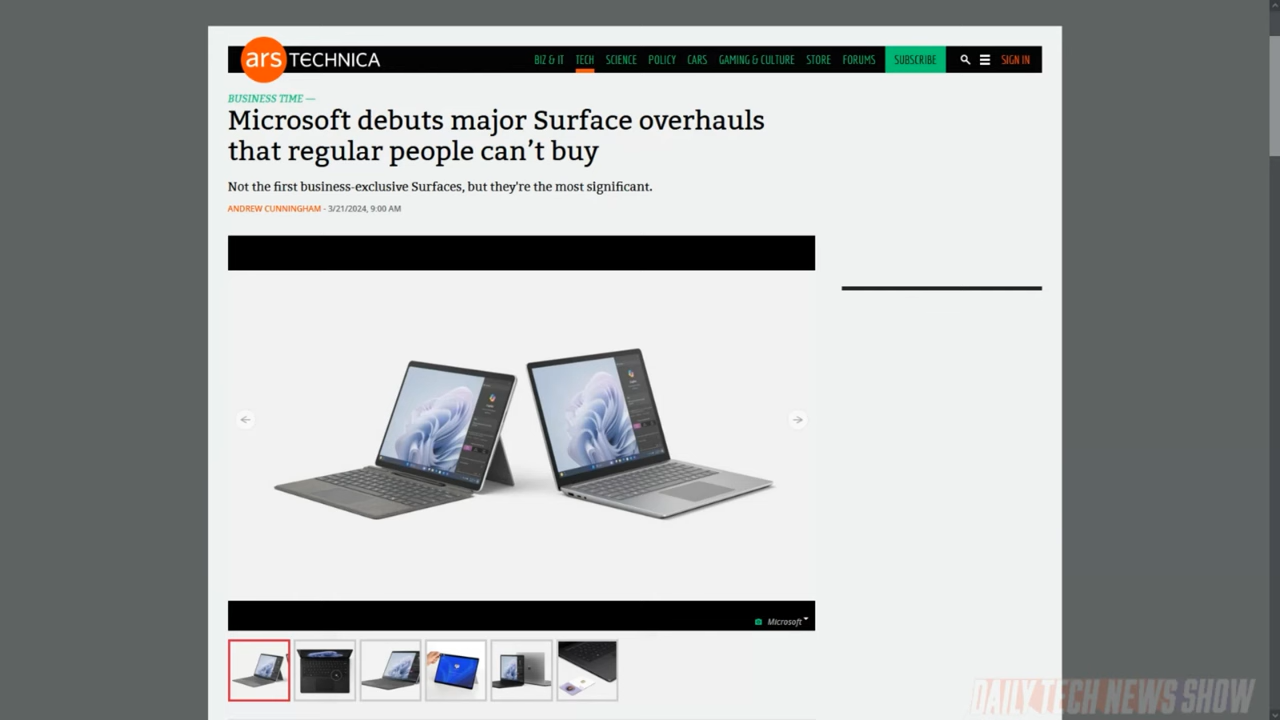 ars TECHNICA
BIZ & IT TECH SCIENCE POLICY CARS GAMING & CULTURE STORE FORUMS SUBSCRIBE SIGN IN
BUSINESS TIME —
Microsoft debuts major Surface overhauls
that regular people can’t buy
Not the first business-exclusive Surfaces, but they're the most significant.
ANDREW CUNNINGHAM - 3/21/2024, 9:00 AM
Microsoft
DAILY TECH NEWS SHOW